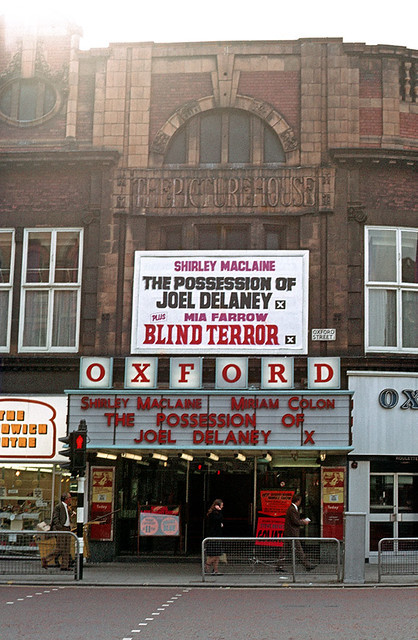 THE PICTURE HOUSE
SHIRLEY MACLAINE
THE POSSESSION OF
JOEL DELANEY X
PLUS MIA FARROW
BLIND TERROR X
OXFORD
STREET
OXFORD
SHIRLEY MACLAINE MIRIAM COLON
THE POSSESSION OF
JOEL DELANEY X
OX